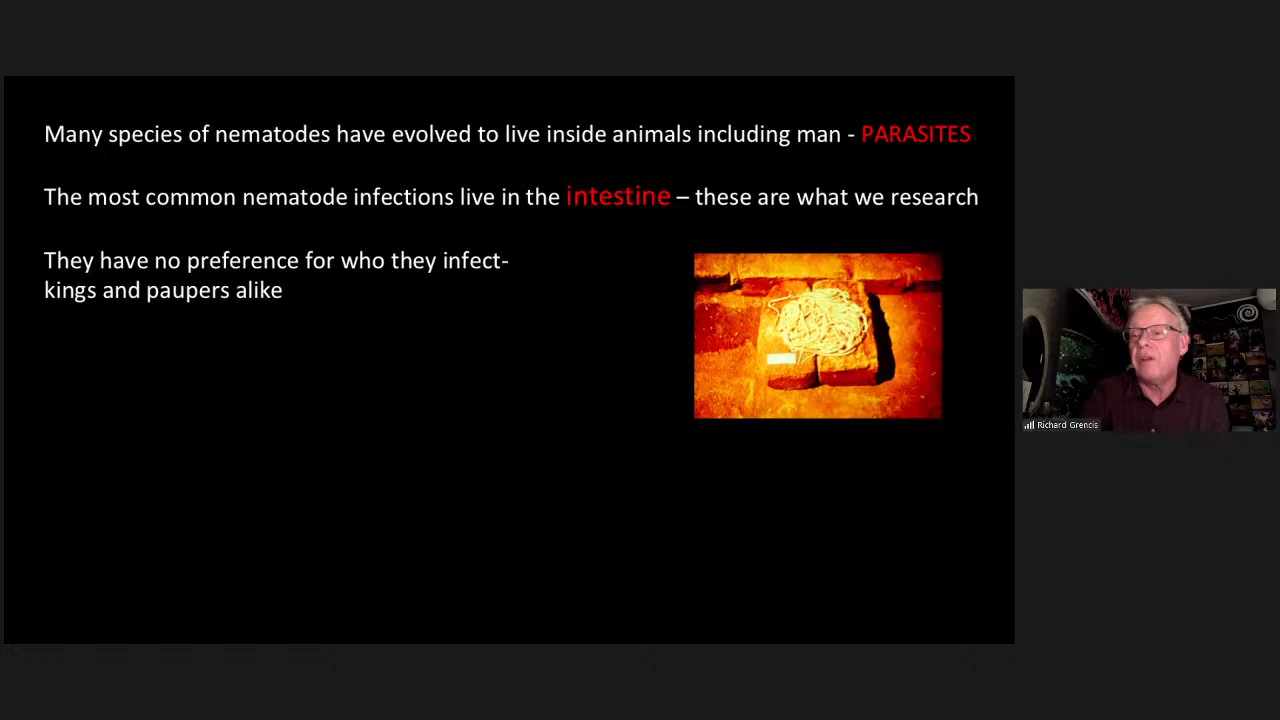 Many species of nematodes have evolved to live inside animals including man - PARASITES
The most common nematode infections live in the intestine – these are what we research
They have no preference for who they infect-
kings and paupers alike
Richard Grencis